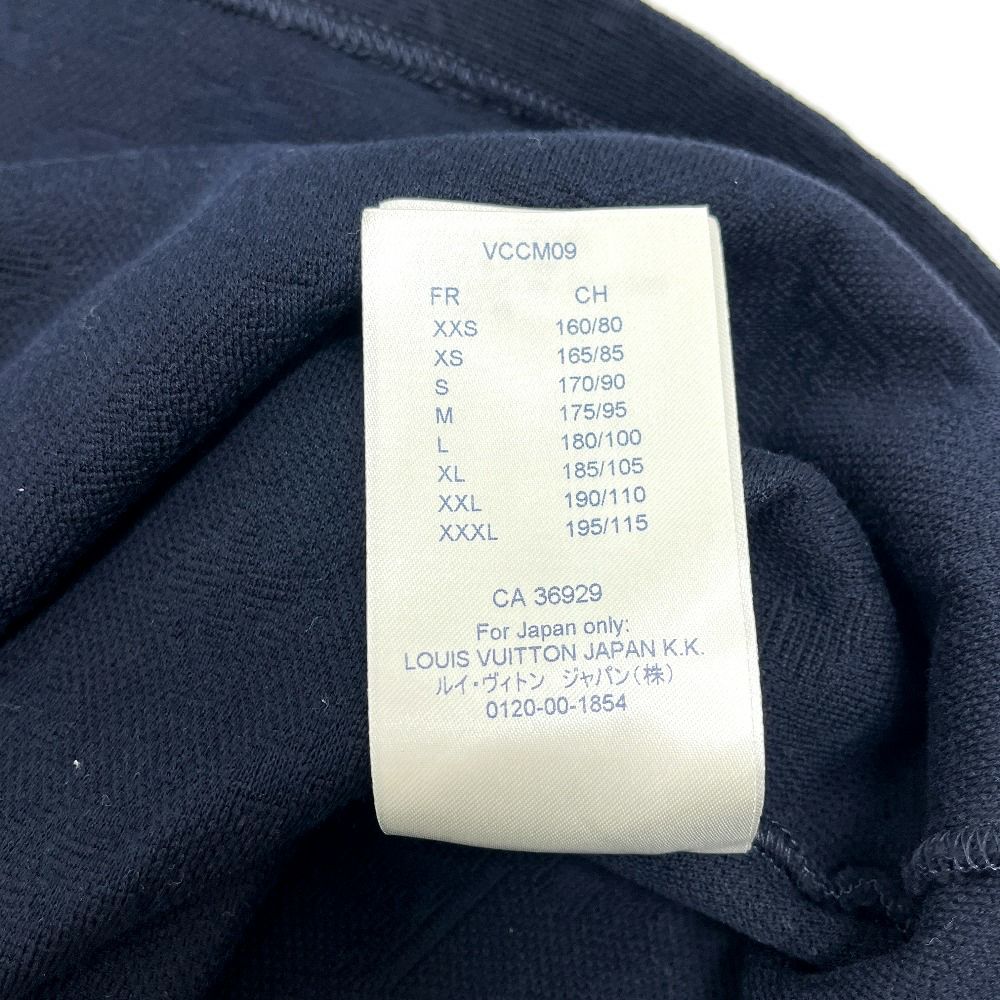 VCCM09
FR CH
XXS 160/80
XS 165/85
S 170/90
M 175/95
L 180/100
XL 185/105
XXL 190/110
XXXL 195/115
CA 36929
For Japan only:
LOUIS VUITTON JAPAN K.K.
ルイ・ヴィトン ジャパン(株)
0120-00-1854